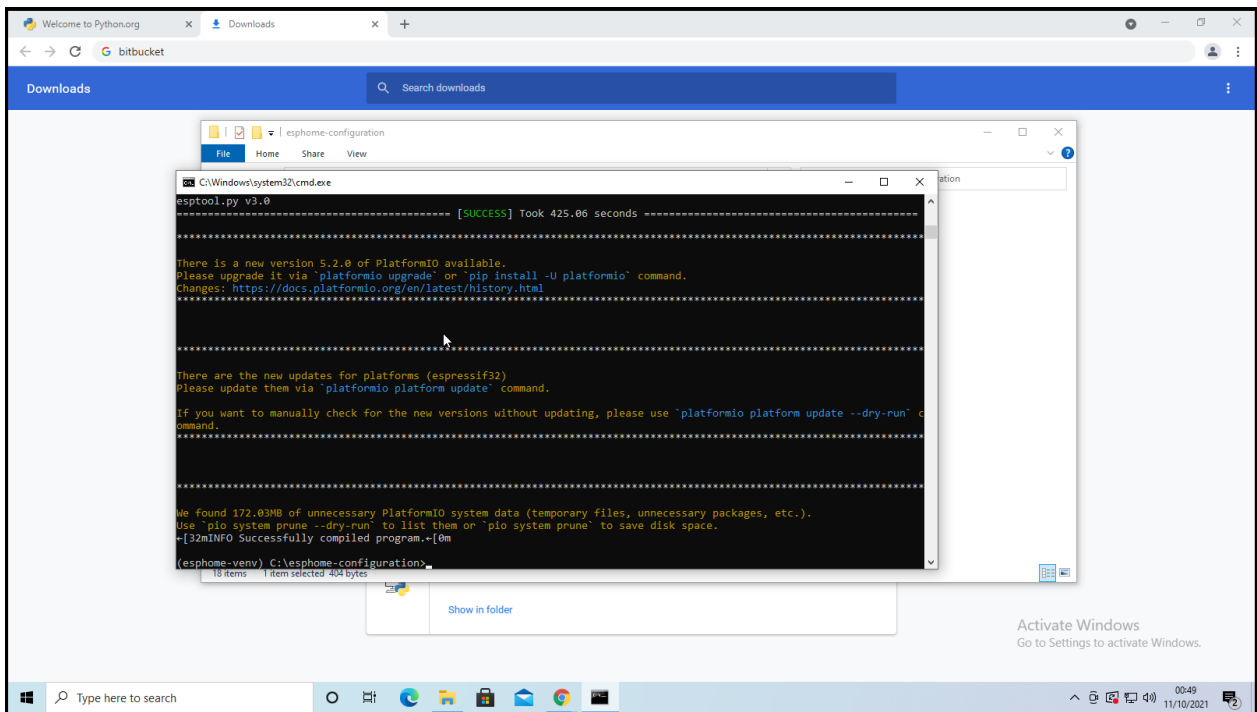 Welcome to Python.org
Downloads
bitbucket
Downloads
Search downloads
esphome-configuration
File Home Share View
C:\Windows\system32\cmd.exe
ation
esptool.py v3.0
============================================ [SUCCESS] Took 425.06 seconds ============================================
There is a new version 5.2.0 of PlatformIO available.
Please upgrade it via `platformio upgrade` or `pip install -U platformio` command.
Changes: https://docs.platformio.org/en/latest/history.html
There are the new updates for platforms (espressif32)
Please update them via `platformio platform update` command.
If you want to manually check for the new versions without updating, please use `platformio platform update --dry-run` c
ommand.
We found 172.03MB of unnecessary PlatformIO system data (temporary files, unnecessary packages, etc.).
Use `pio system prune --dry-run` to list them or `pio system prune` to save disk space.
←[32mINFO Successfully compiled program.←[0m
(esphome-venv) C:\esphome-configuration>
18 items 1 item selected 404 bytes
Show in folder
Activate Windows
Go to Settings to activate Windows.
Type here to search
00:49
11/10/2021
2